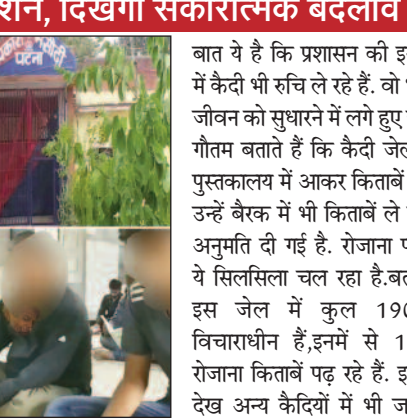 शन, दिखेगा सकारात्मक बदलाव
पटना
बात ये है कि प्रशासन की इ
में कैदी भी रुचि ले रहे हैं. वो
जीवन को सुधारने में लगे हुए
गौतम बताते हैं कि कैदी जेल
पुस्तकालय में आकर किताबें
उन्हें बैरक में भी किताबें ले
अनुमति दी गई है. रोजाना प
ये सिलसिला चल रहा है.बत
इस जेल में कुल 190
विचाराधीन हैं,इनमें से 1
रोजाना किताबें पढ़ रहे हैं. इ
देख अन्य कैदियों में भी ज